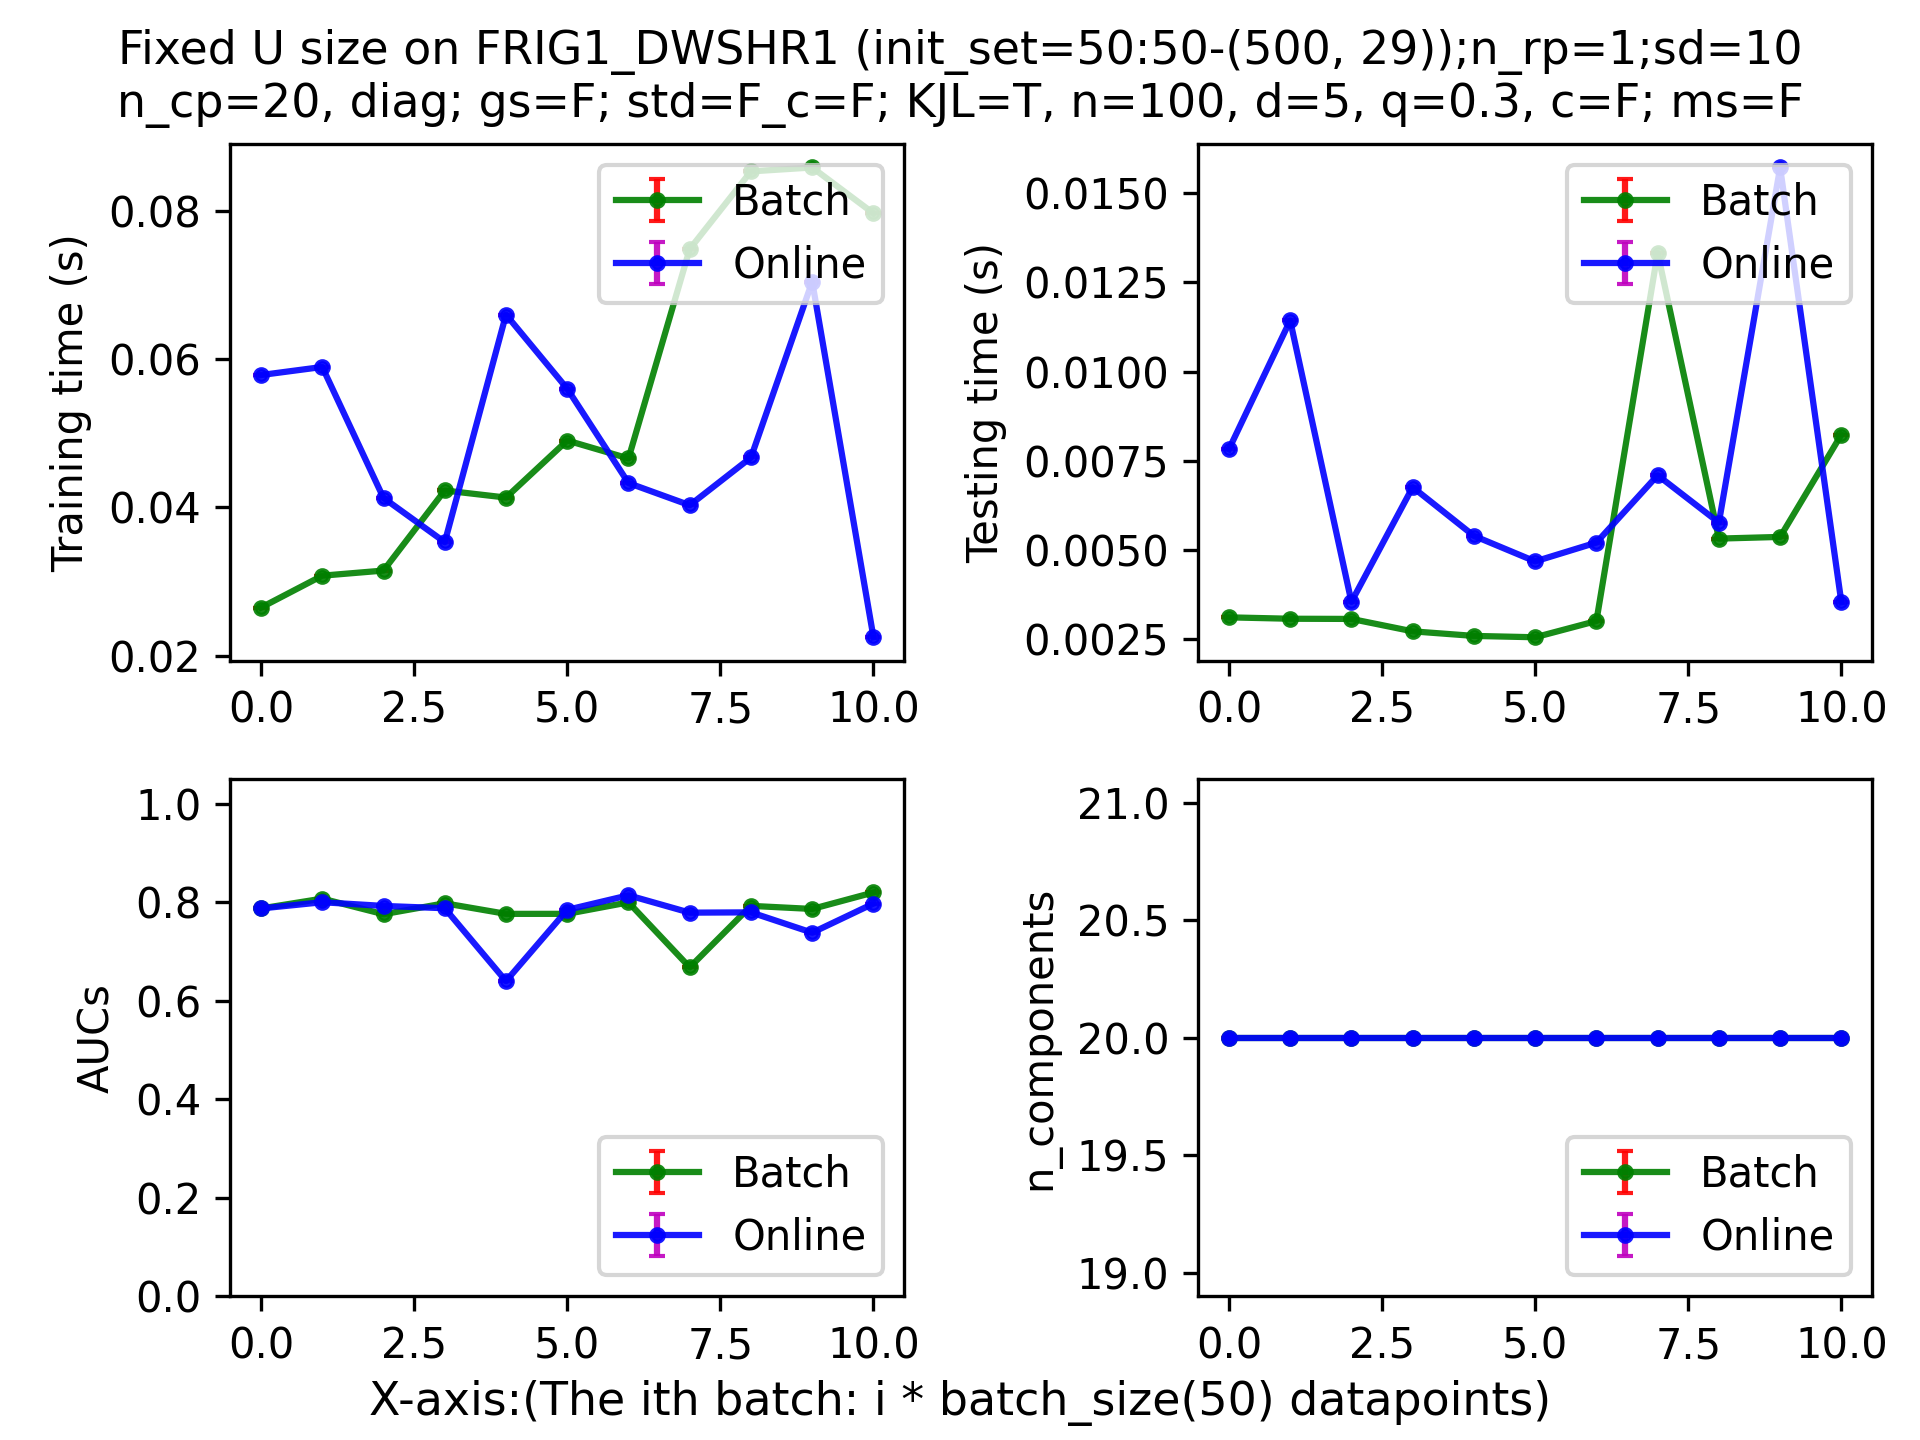 Fixed U size on FRIG1_DWSHR1 (init_set=50:50-(500, 29));n_rp=1;sd=10
n_cp=20, diag; gs=F; std=F_c=F; KJL=T, n=100, d=5, q=0.3, c=F; ms=F
Training time (s)
0.08
0.06
0.04
0.02
0.0 2.5 5.0 7.5 10.0
Batch
Online
Testing time (s)
0.0150
0.0125
0.0100
0.0075
0.0050
0.0025
0.0 2.5 5.0 7.5 10.0
Batch
Online
AUCs
1.0
0.8
0.6
0.4
0.2
0.0
0.0 2.5 5.0 7.5 10.0
Batch
Online
n_components
21.0
20.5
20.0
19.5
19.0
0.0 2.5 5.0 7.5 10.0
Batch
Online
X-axis:(The ith batch: i * batch_size(50) datapoints)